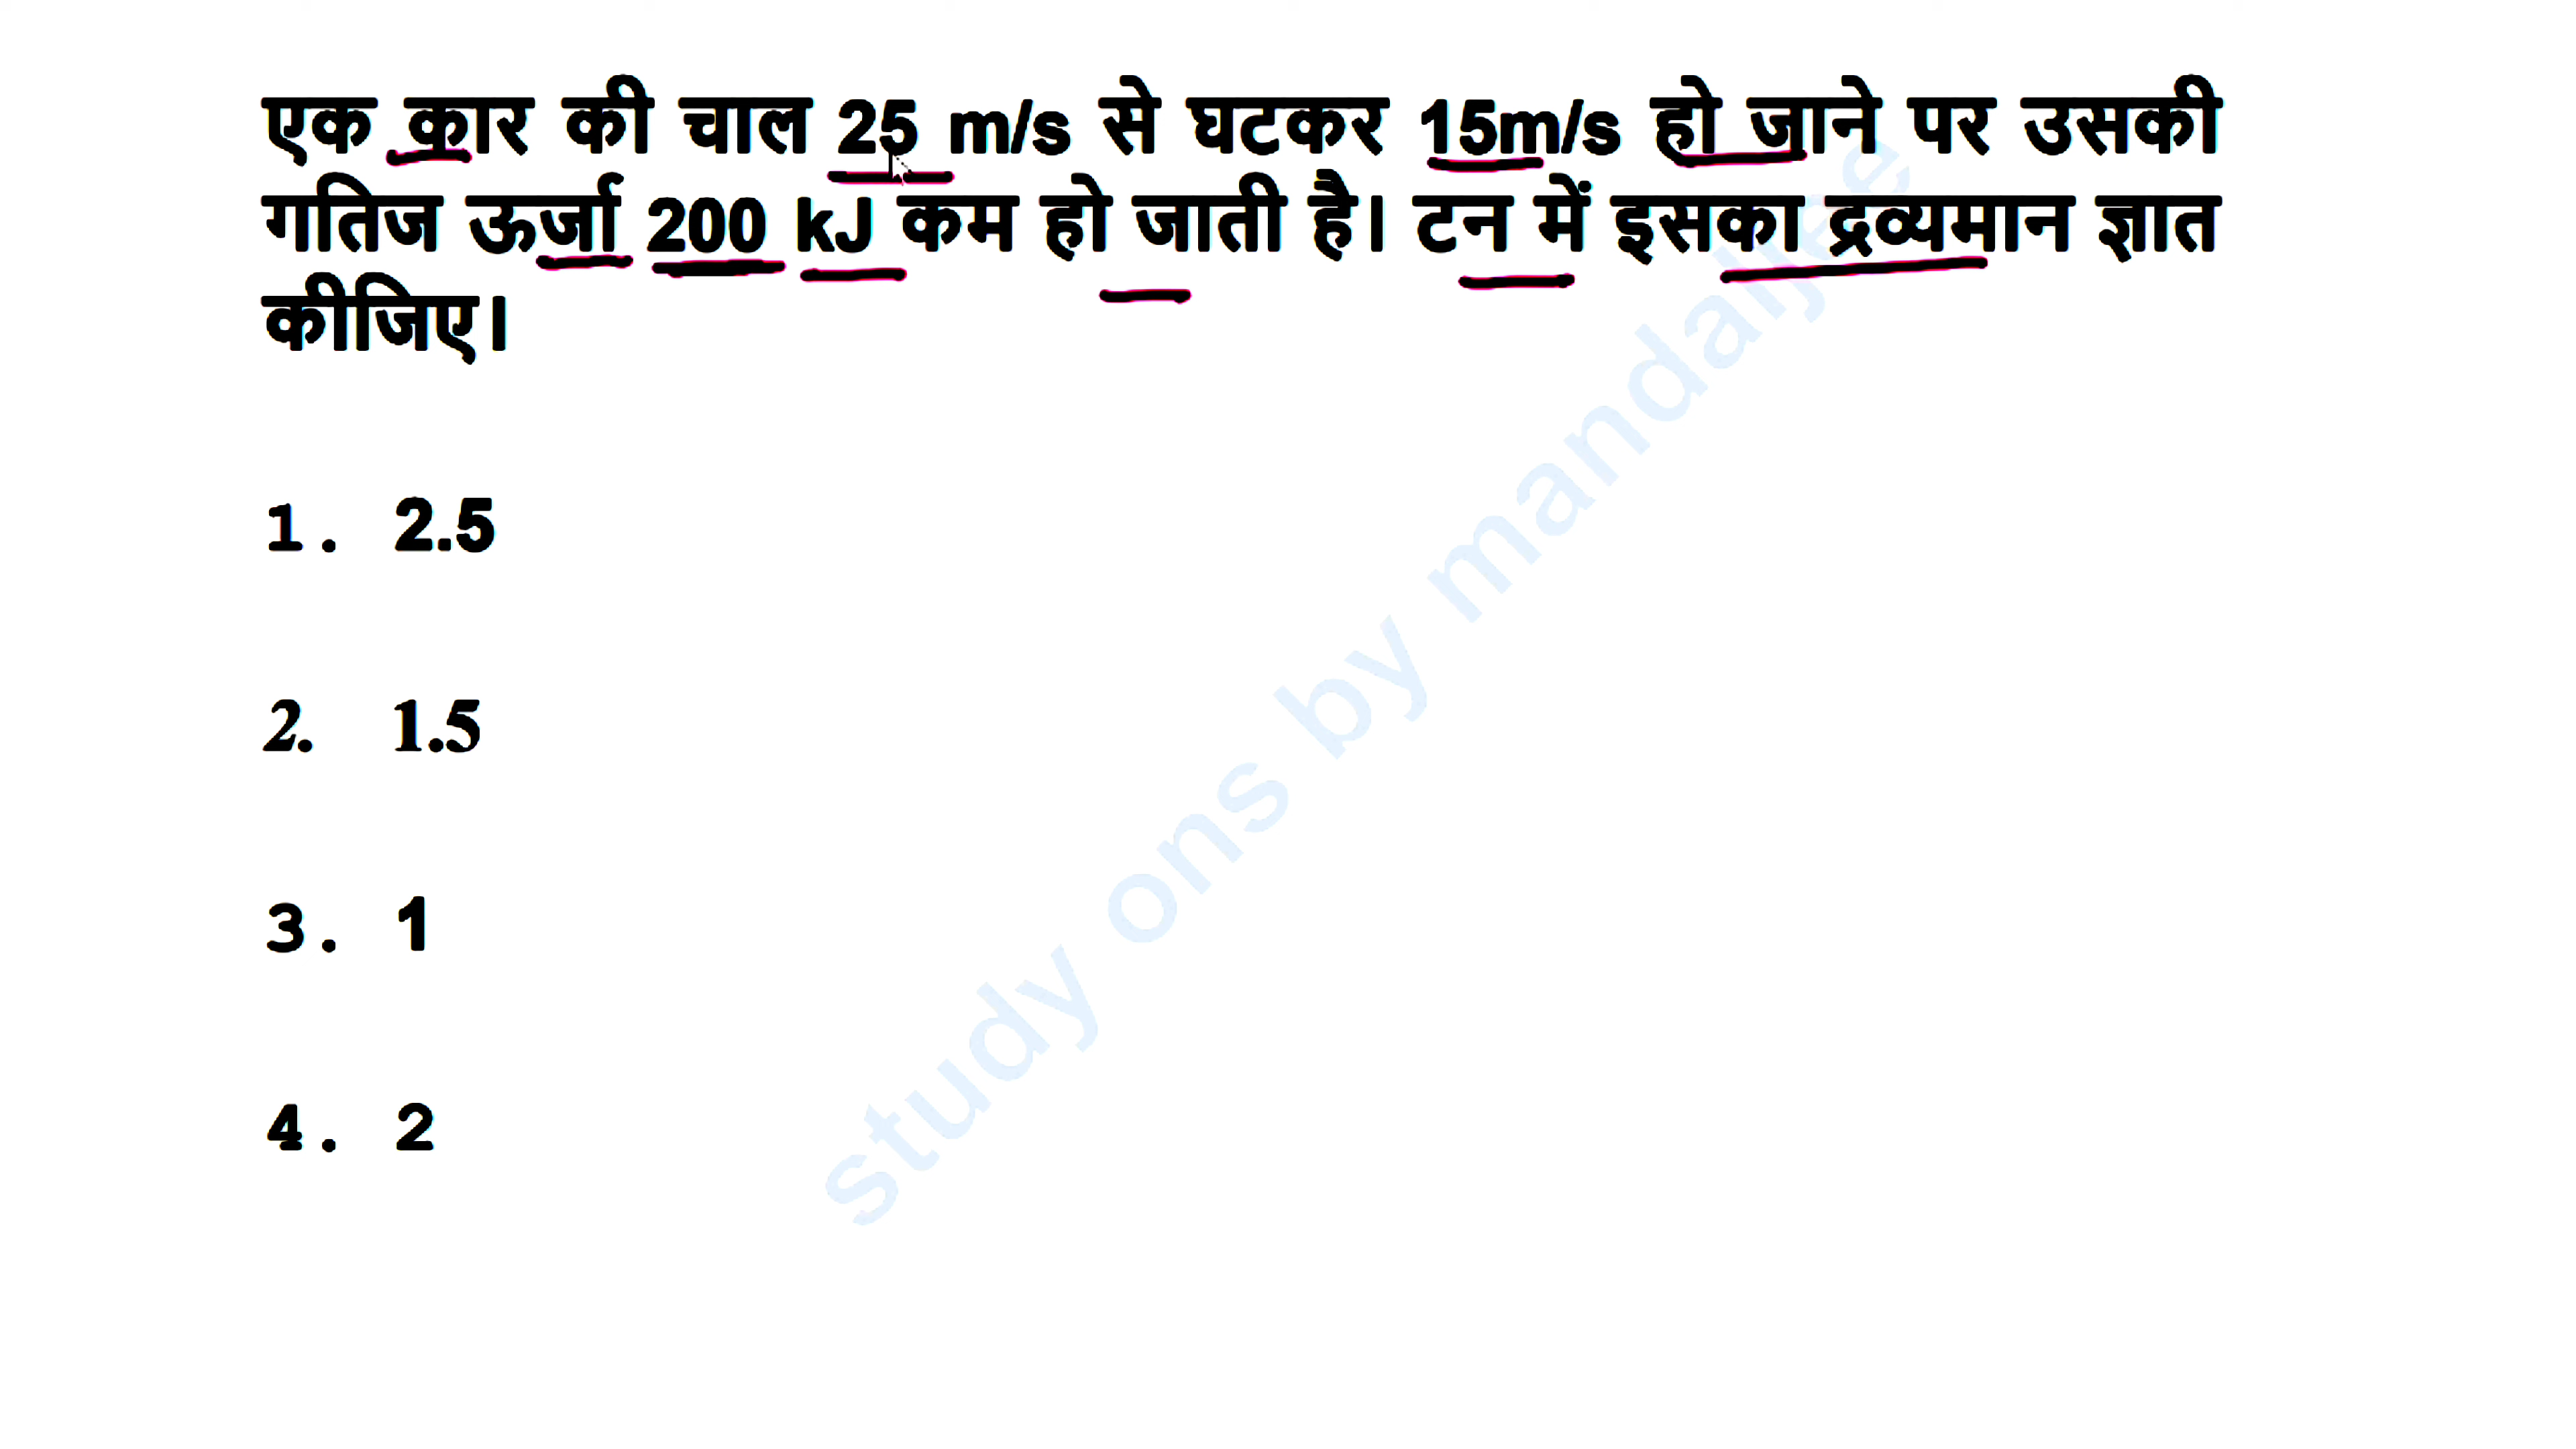 एक कार की चाल 25 m/s से घटकर 15m/s हो जाने पर उसकी
गतिज ऊर्जा 200 kJ कम हो जाती है। टन में इसका द्रव्यमान ज्ञात
कीजिए।
1. 2.5
2. 1.5
3. 1
4. 2
study ons by mandaljee